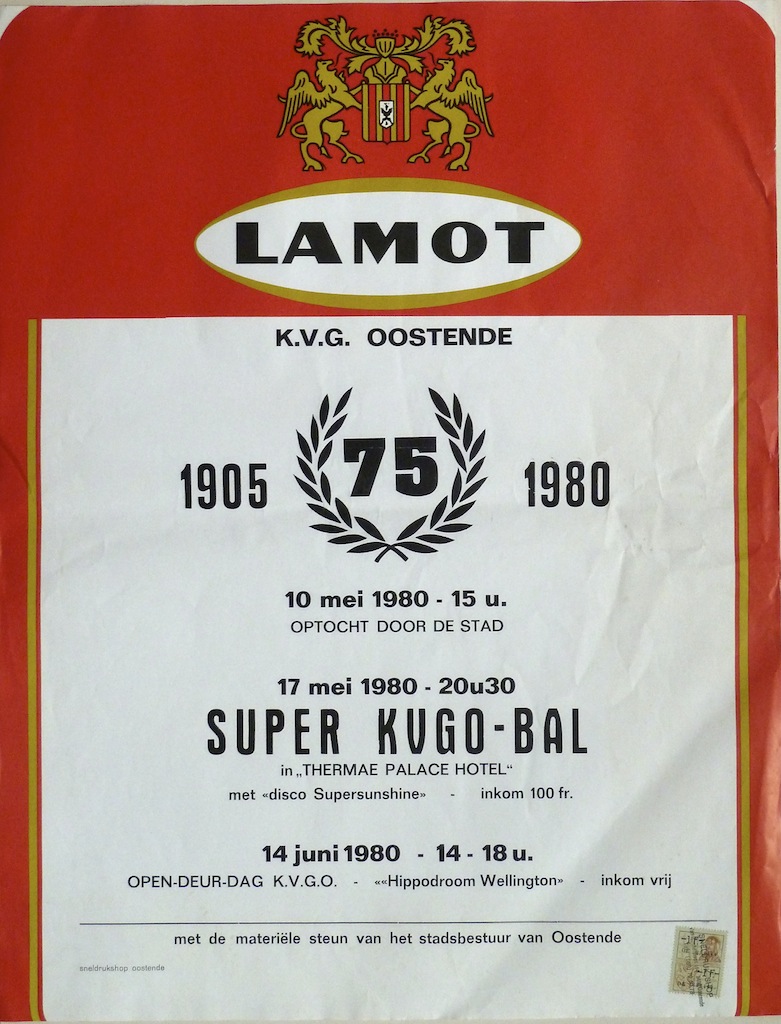 LAMOT
K.V.G. OOSTENDE
1905 75 1980
10 mei 1980 - 15 u.
OPTOCHT DOOR DE STAD
17 mei 1980 - 20u30
SUPER KVGO-BAL
in „THERMAE PALACE HOTEL“
met «disco Supersunshine» - inkom 100 fr.
14 juni 1980 - 14 - 18 u.
OPEN-DEUR-DAG K.V.G.O. - ««Hippodroom Wellington» - inkom vrij
met de materiële steun van het stadsbestuur van Oostende
sneldrukshop oostende
-1F-
-1F-